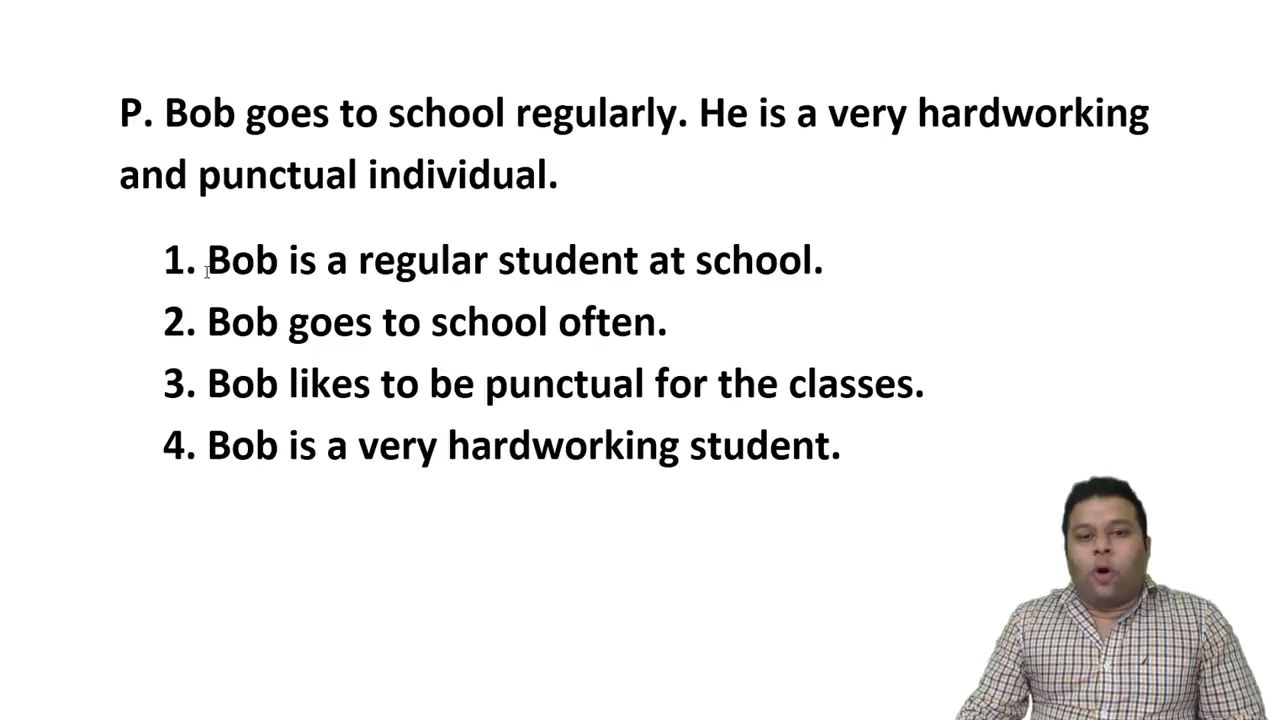 P. Bob goes to school regularly. He is a very hardworking
and punctual individual.
1. Bob is a regular student at school.
2. Bob goes to school often.
3. Bob likes to be punctual for the classes.
4. Bob is a very hardworking student.